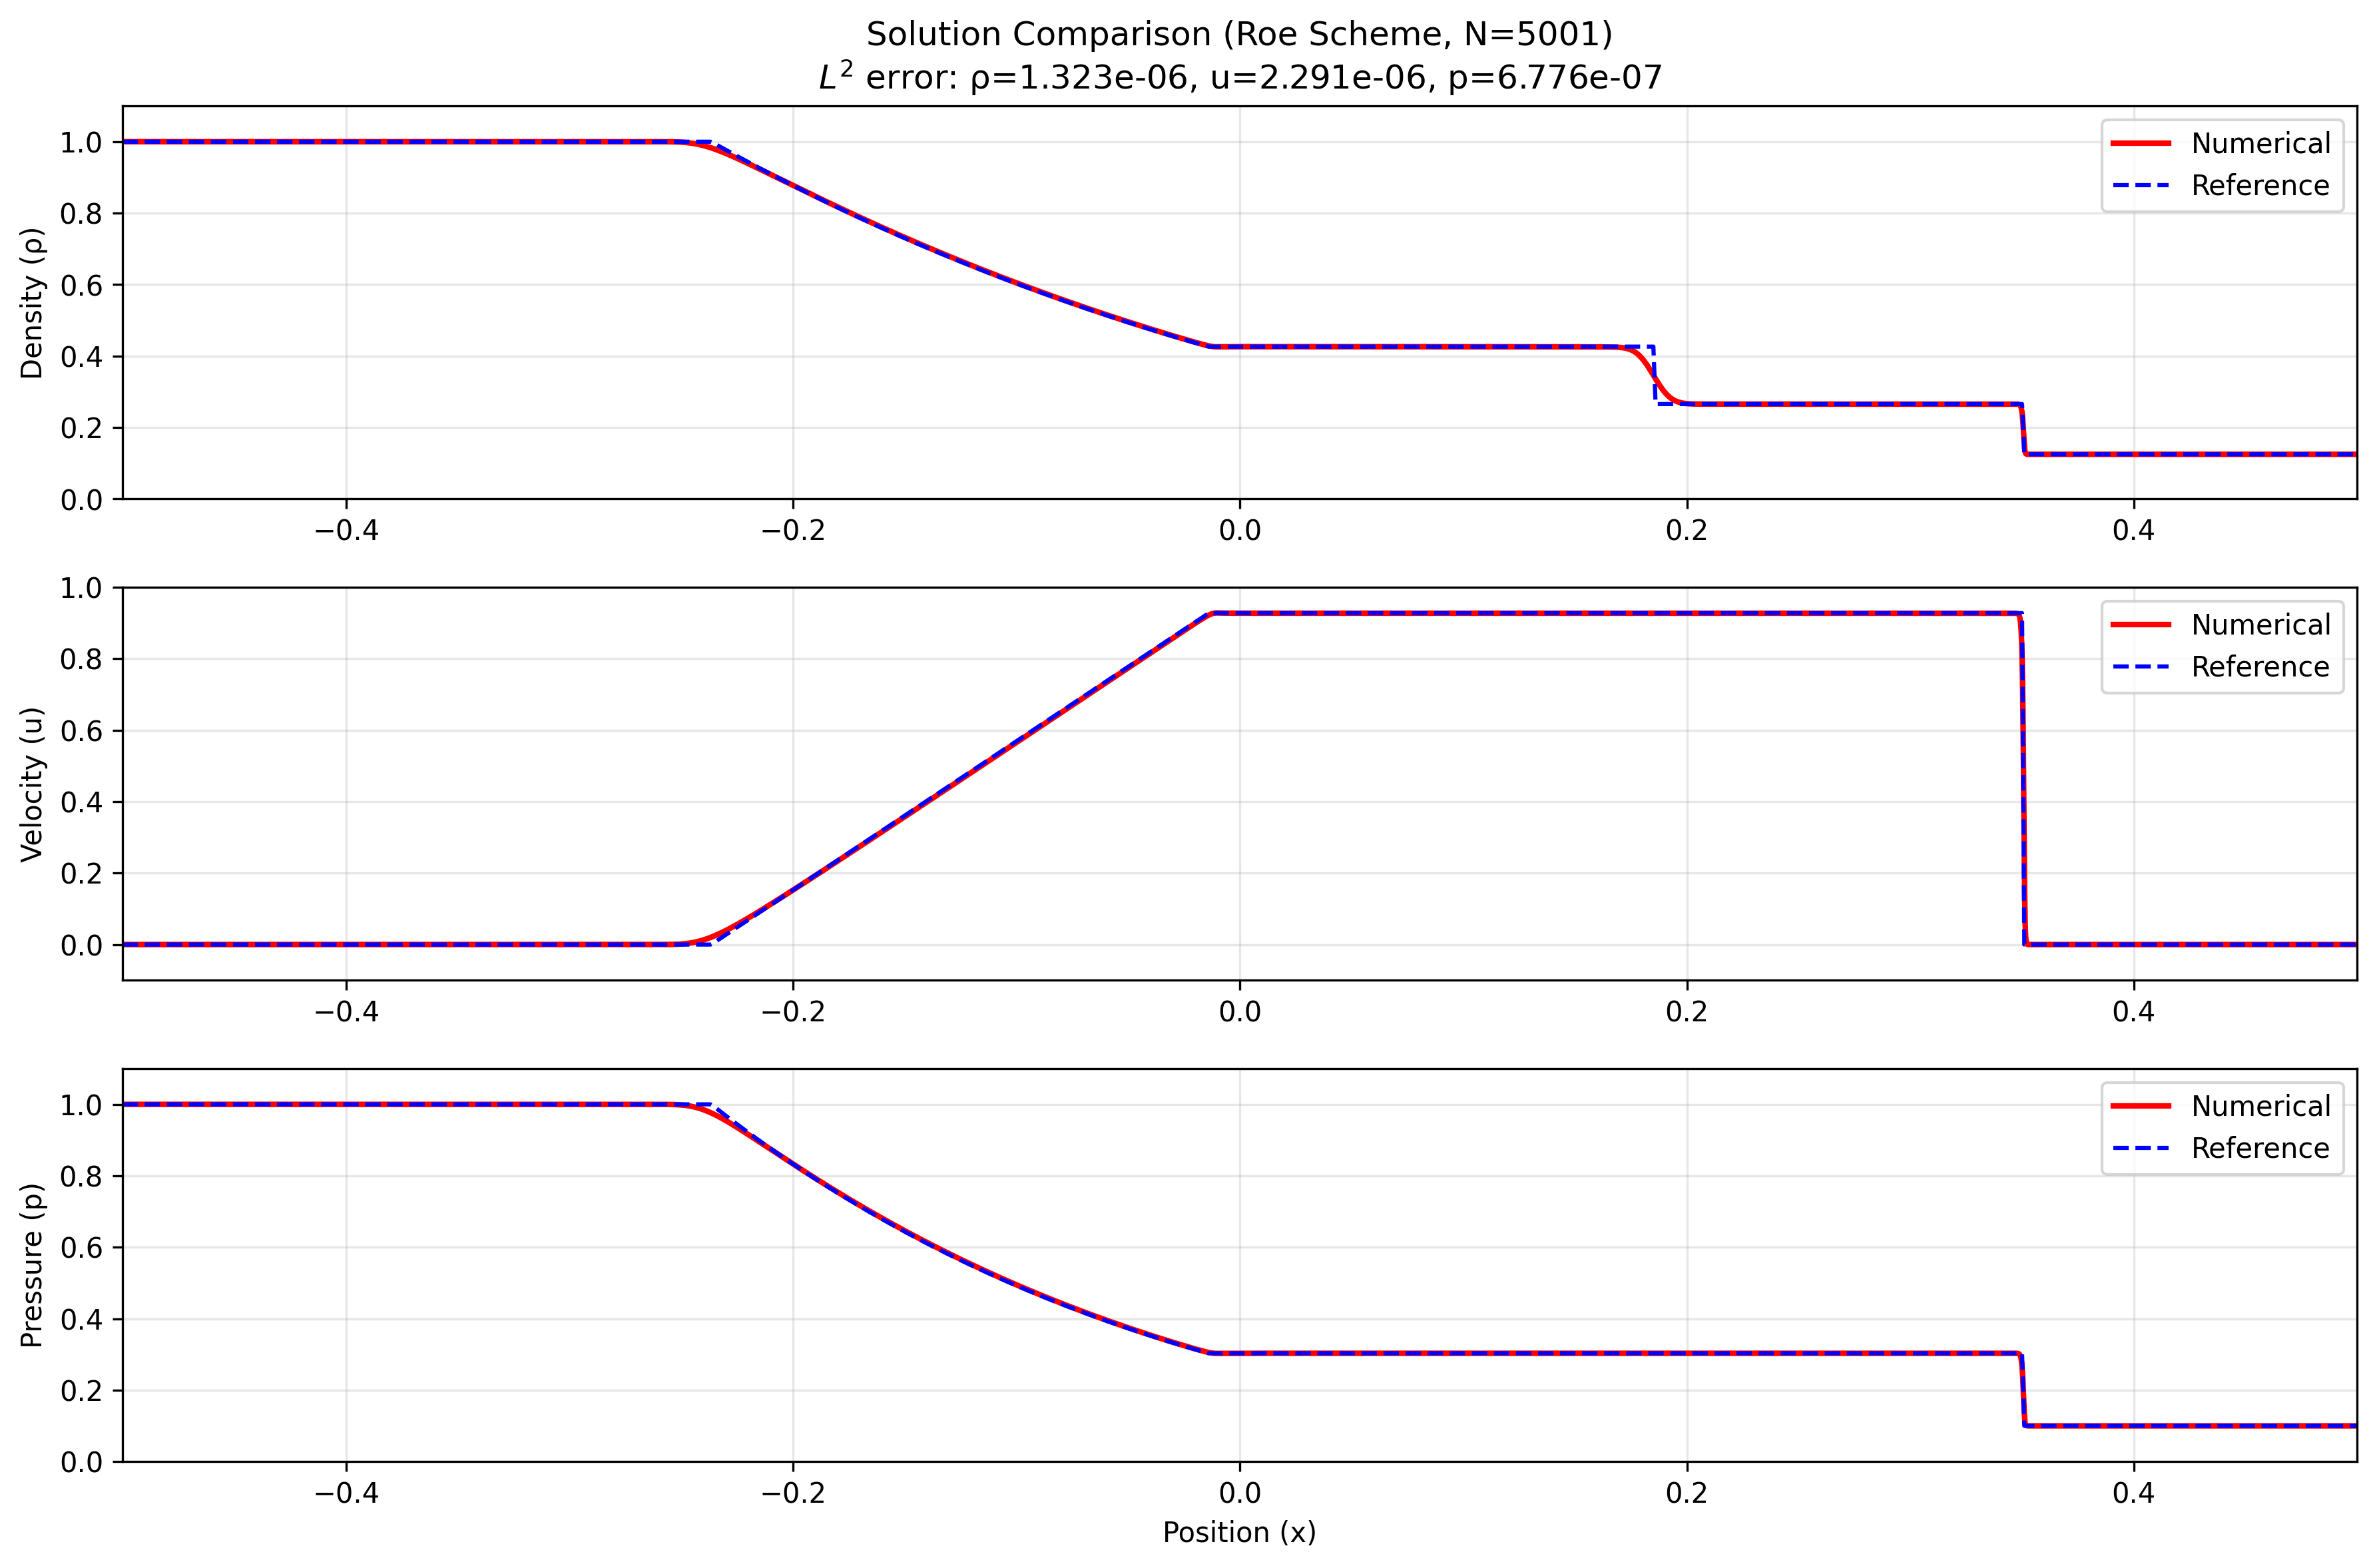 Solution Comparison (Roe Scheme, N=5001)
L² error: ρ=1.323e-06, u=2.291e-06, p=6.776e-07
Density (ρ)
1.0
0.8
0.6
0.4
0.2
0.0
Numerical
Reference
−0.4
−0.2
0.0
0.2
0.4
Velocity (u)
1.0
0.8
0.6
0.4
0.2
0.0
Numerical
Reference
−0.4
−0.2
0.0
0.2
0.4
Pressure (p)
1.0
0.8
0.6
0.4
0.2
0.0
Numerical
Reference
−0.4
−0.2
0.0
0.2
0.4
Position (x)